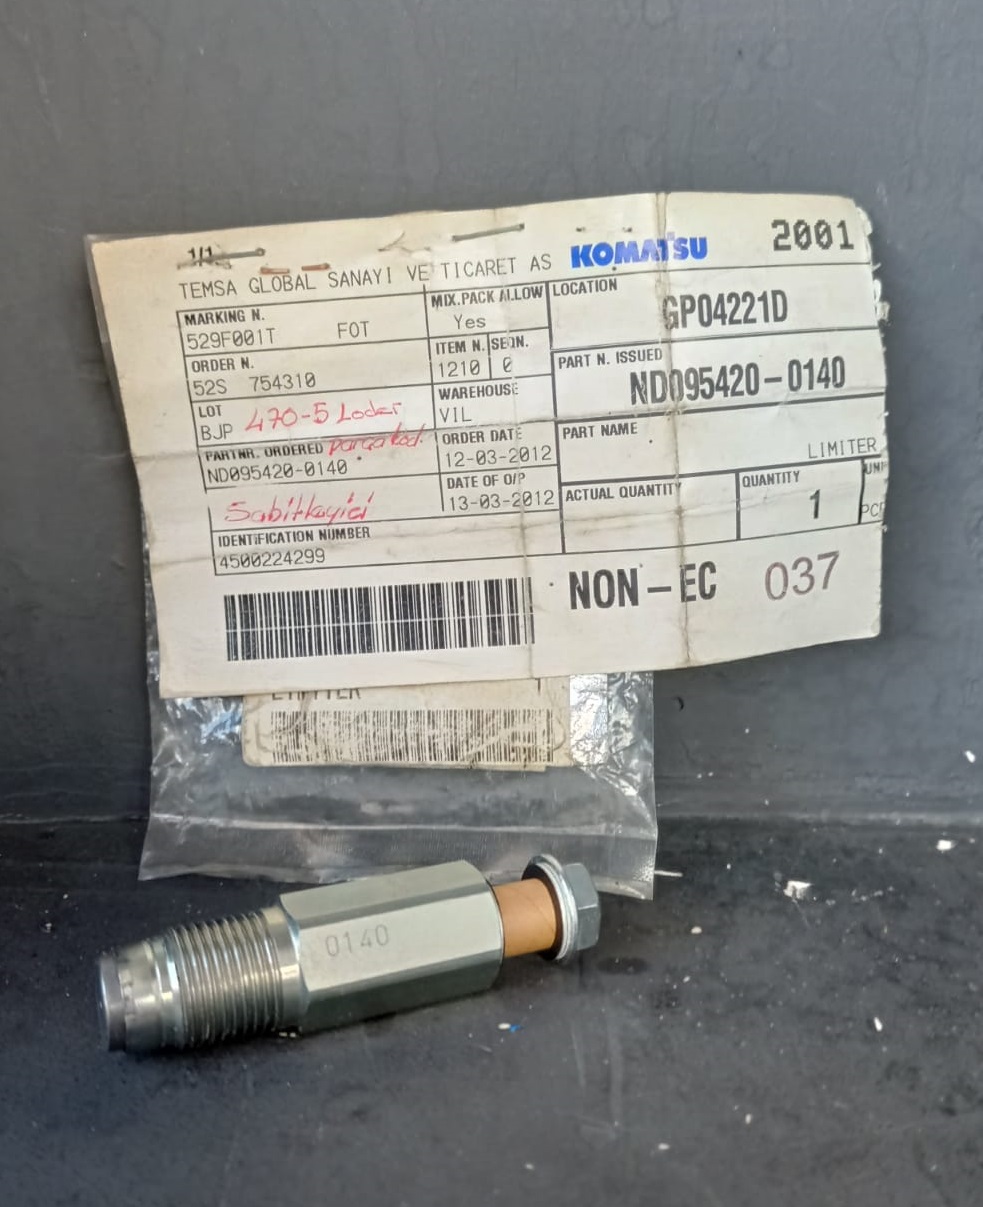 1/1
TEMSA GLOBAL SANAYI VE TICARET AS
KOMATSU
2001
MARKING N.
529F001T FOT
MIX.PACK ALLOW
Yes
LOCATION
GP04221D
ORDER N.
52S 754310
ITEM N. SEQN.
1210 0
PART N. ISSUED
ND095420-0140
LOT
BJP 470-5 Loder
WAREHOUSE
VIL
PARTNR. ORDERED parça kod.
ND095420-0140
ORDER DATE
12-03-2012
PART NAME
LIMITER
Sabitleyici
DATE OF O/P
13-03-2012
ACTUAL QUANTITY
QUANTITY
1
IDENTIFICATION NUMBER
4500224299
NON-EC 037
LIMITER
0140